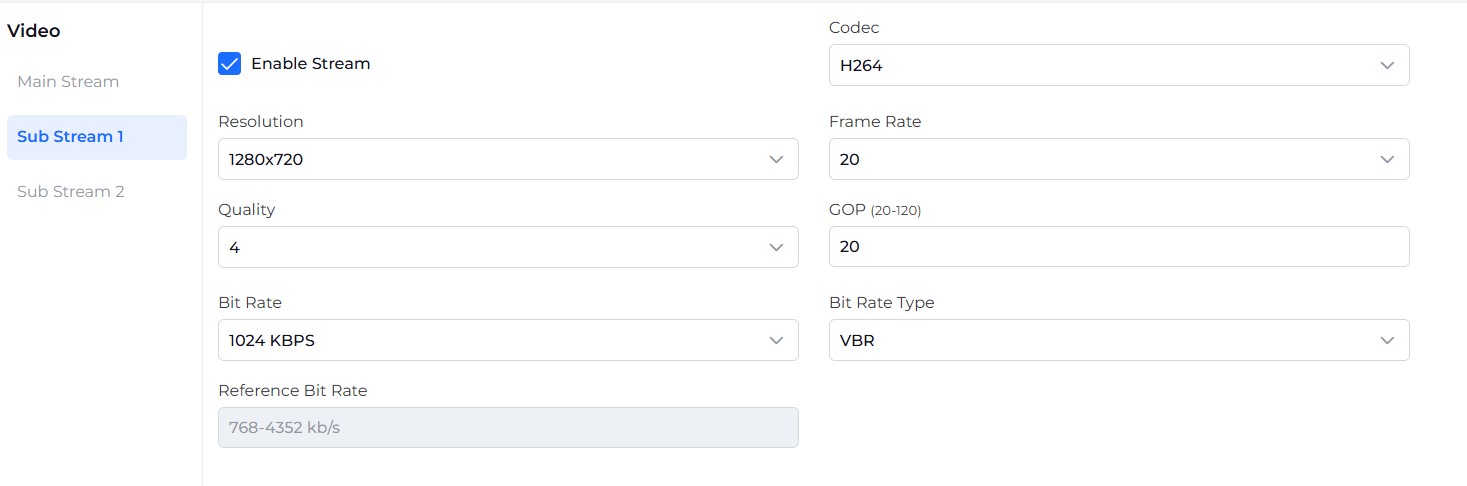 Video
Main Stream
Sub Stream 1
Sub Stream 2
Enable Stream
Codec
H264
Resolution
1280x720
Frame Rate
20
Quality
4
GOP (20-120)
20
Bit Rate
1024 KBPS
Bit Rate Type
VBR
Reference Bit Rate
768-4352 kb/s